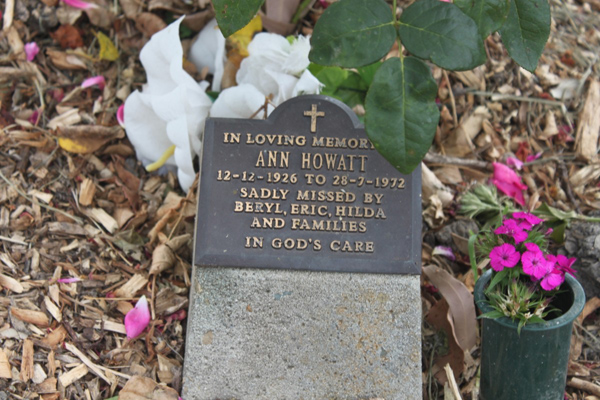 IN LOVING MEMORY
ANN HOWATT
12-12-1926 TO 28-7-1972
SADLY MISSED BY
BERYL, ERIC, HILDA
AND FAMILIES
IN GOD'S CARE